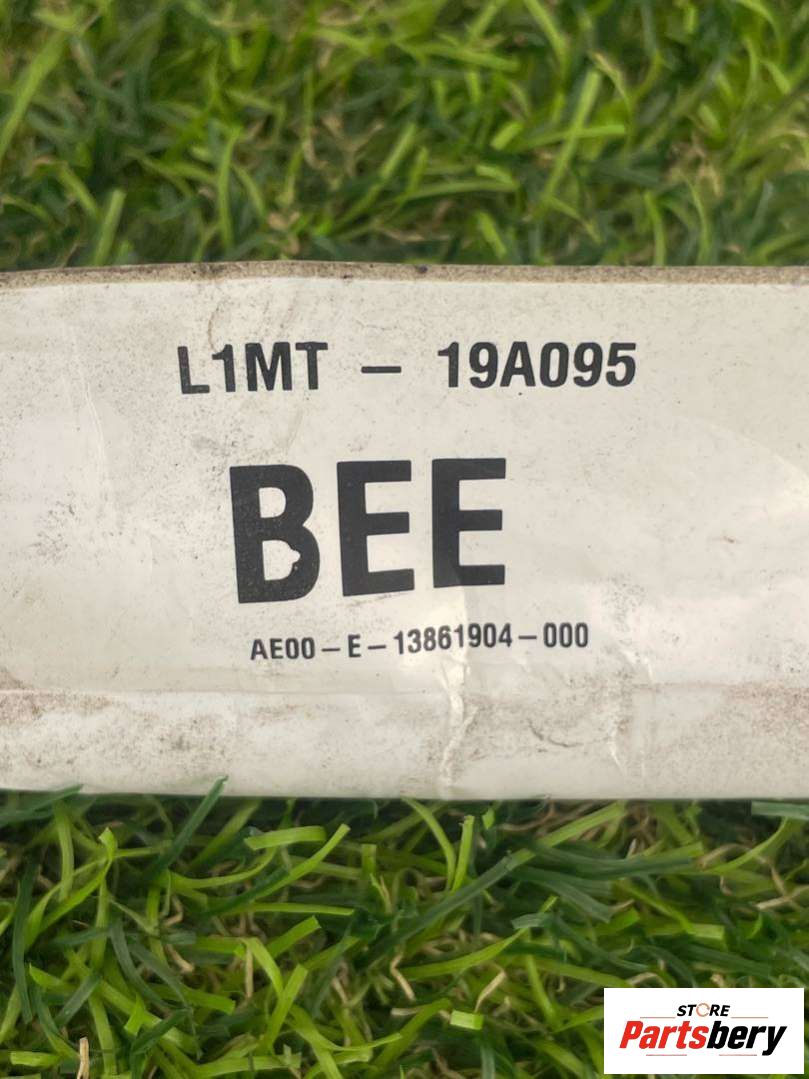 L1MT – 19A095
BEE
AE00–E–13861904–000
STORE
Partsbery